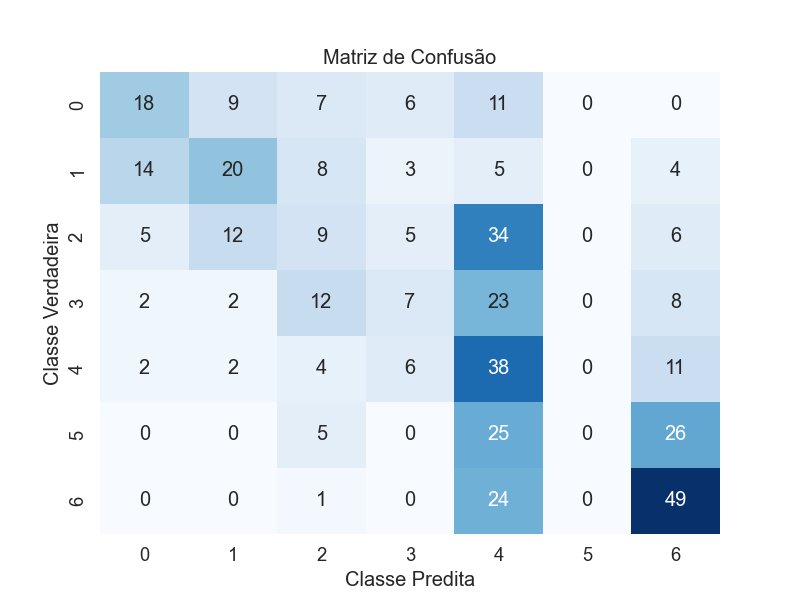 Matriz de Confusão
0 18 9 7 6 11 0 0
1 14 20 8 3 5 0 4
2 5 12 9 5 34 0 6
3 2 2 12 7 23 0 8
4 2 2 4 6 38 0 11
5 0 0 5 0 25 0 26
6 0 0 1 0 24 0 49
0 1 2 3 4 5 6
Classe Verdadeira
Classe Predita